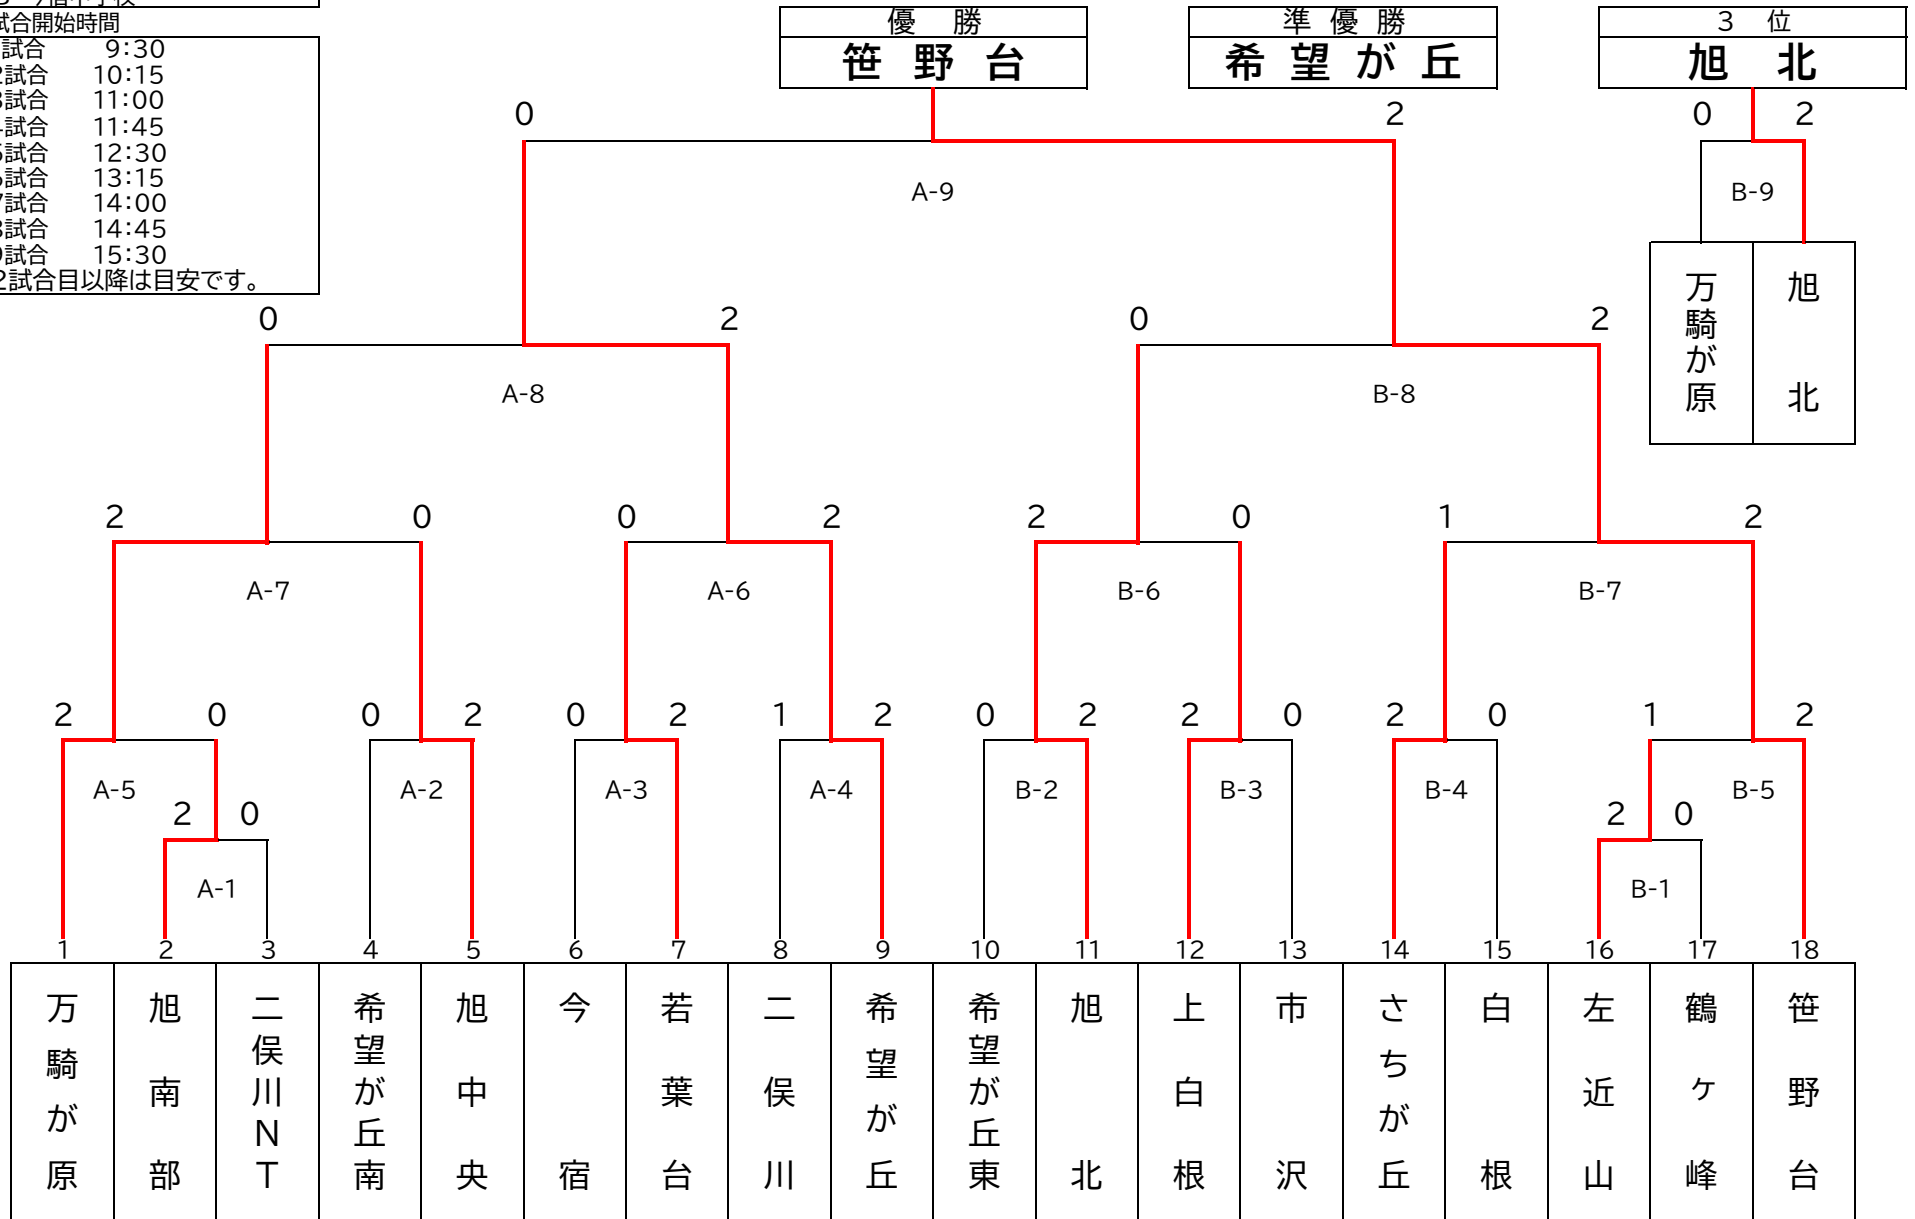 試合開始時間
試合 9:30
2試合 10:15
3試合 11:00
4試合 11:45
5試合 12:30
6試合 13:15
7試合 14:00
8試合 14:45
9試合 15:30
2試合目以降は目安です。
優 勝
笹 野 台
準 優 勝
希 望 が 丘
3 位
旭 北
0 2
0 2
A-9
B-9
万騎が原
旭北
0 2 0 2
A-8 B-8
2 0 0 2 2 0 1 2
A-7 A-6 B-6 B-7
2 0 0 2 0 2 1 2 0 2 2 0 2 0 1 2
A-5 A-2 A-3 A-4 B-2 B-3 B-4 B-5
2 0 2 0
A-1 B-1
1 2 3 4 5 6 7 8 9 10 11 12 13 14 15 16 17 18
万騎が原
旭南部
二俣川NT
希望が丘南
旭中央
今宿
若葉台
二俣川
希望が丘
希望が丘東
旭北
上白根
市沢
さちが丘
白根
左近山
鶴ケ峰
笹野台